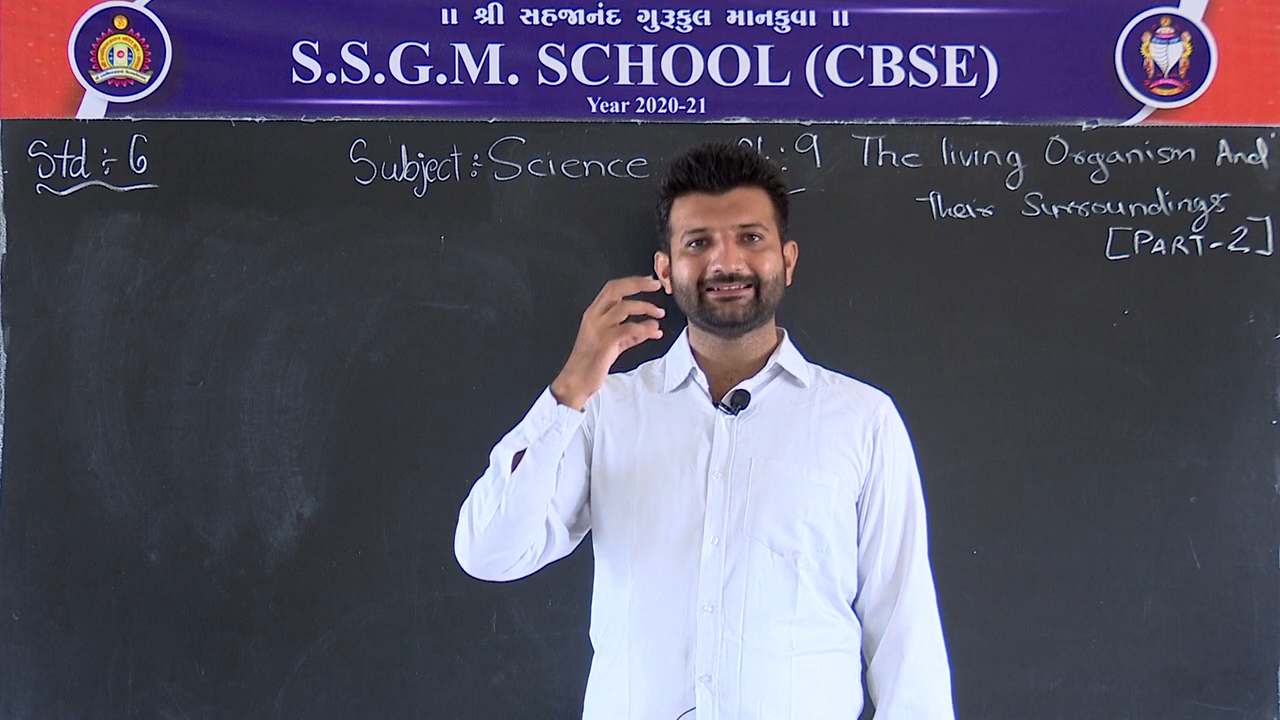 ॥ શ્રી સહજાનંદ ગુરૂકુલ માનકુવા ॥
S.S.G.M. SCHOOL (CBSE)
Year 2020-21
Std : 6 Subject : Science : 9 The living Organism And
Their Surroundings
[PART-2]